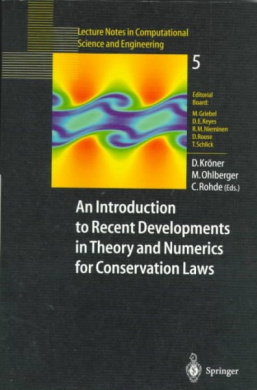 Lecture Notes in Computational
Science and Engineering
5
Editorial
Board:
M. Griebel
D. E. Keyes
R. M. Nieminen
D. Roose
T. Schlick
D. Kröner
M. Ohlberger
C. Rohde (Eds.)
An Introduction
to Recent Developments
in Theory and Numerics
for Conservation Laws
Springer